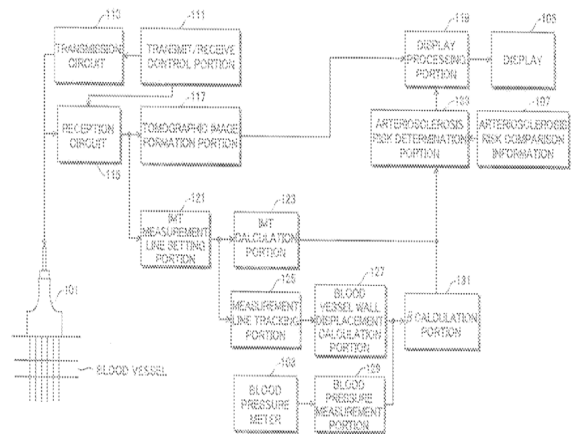 113
TRANSMISSION
CIRCUIT
111
TRANSMIT/RECEIVE
CONTROL PORTION
119
DISPLAY
PROCESSING
PORTION
105
DISPLAY
RECEPTION
CIRCUIT
115
117
TOMOGRAPHIC IMAGE
FORMATION PORTION
103
ARTERIOSCLEROSIS
RISK DETERMINATION
PORTION
107
ARTERIOSCLEROSIS
RISK COMPARISON
INFORMATION
121
IMT
MEASUREMENT
LINE SETTING
PORTION
123
IMT
CALCULATION
PORTION
101
125
MEASUREMENT
LINE TRACKING
PORTION
127
BLOOD
VESSEL WALL
DISPLACEMENT
CALCULATION
PORTION
131
β CALCULATION
PORTION
BLOOD VESSEL
BLOOD
PRESSURE
METER
109
BLOOD
PRESSURE
MEASUREMENT
PORTION